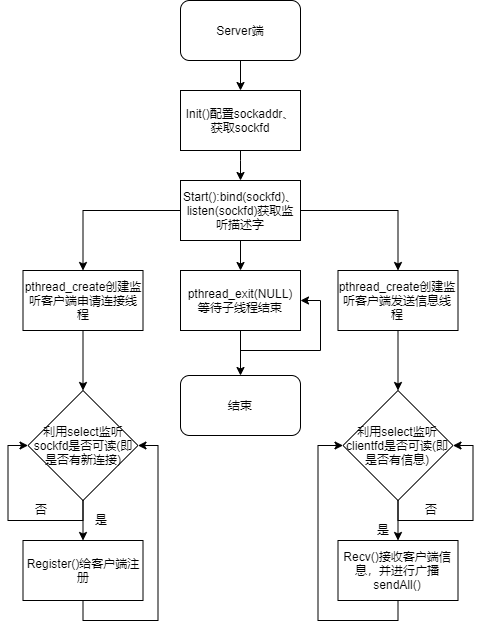 Server端
Init()配置sockaddr、
获取sockfd
Start():bind(sockfd)、
listen(sockfd)获取监
听描述字
pthread_create创建监
听客户端申请连接线
程
pthread_exit(NULL)
等待子线程结束
pthread_create创建监
听客户端发送信息线
程
结束
利用select监听
sockfd是否可读(即
是否有新连接)
否
是
Register()给客户端注
册
利用select监听
clientfd是否可读(即
是否有信息)
否
是
Recv()接收客户端信
息，并进行广播
sendAll()